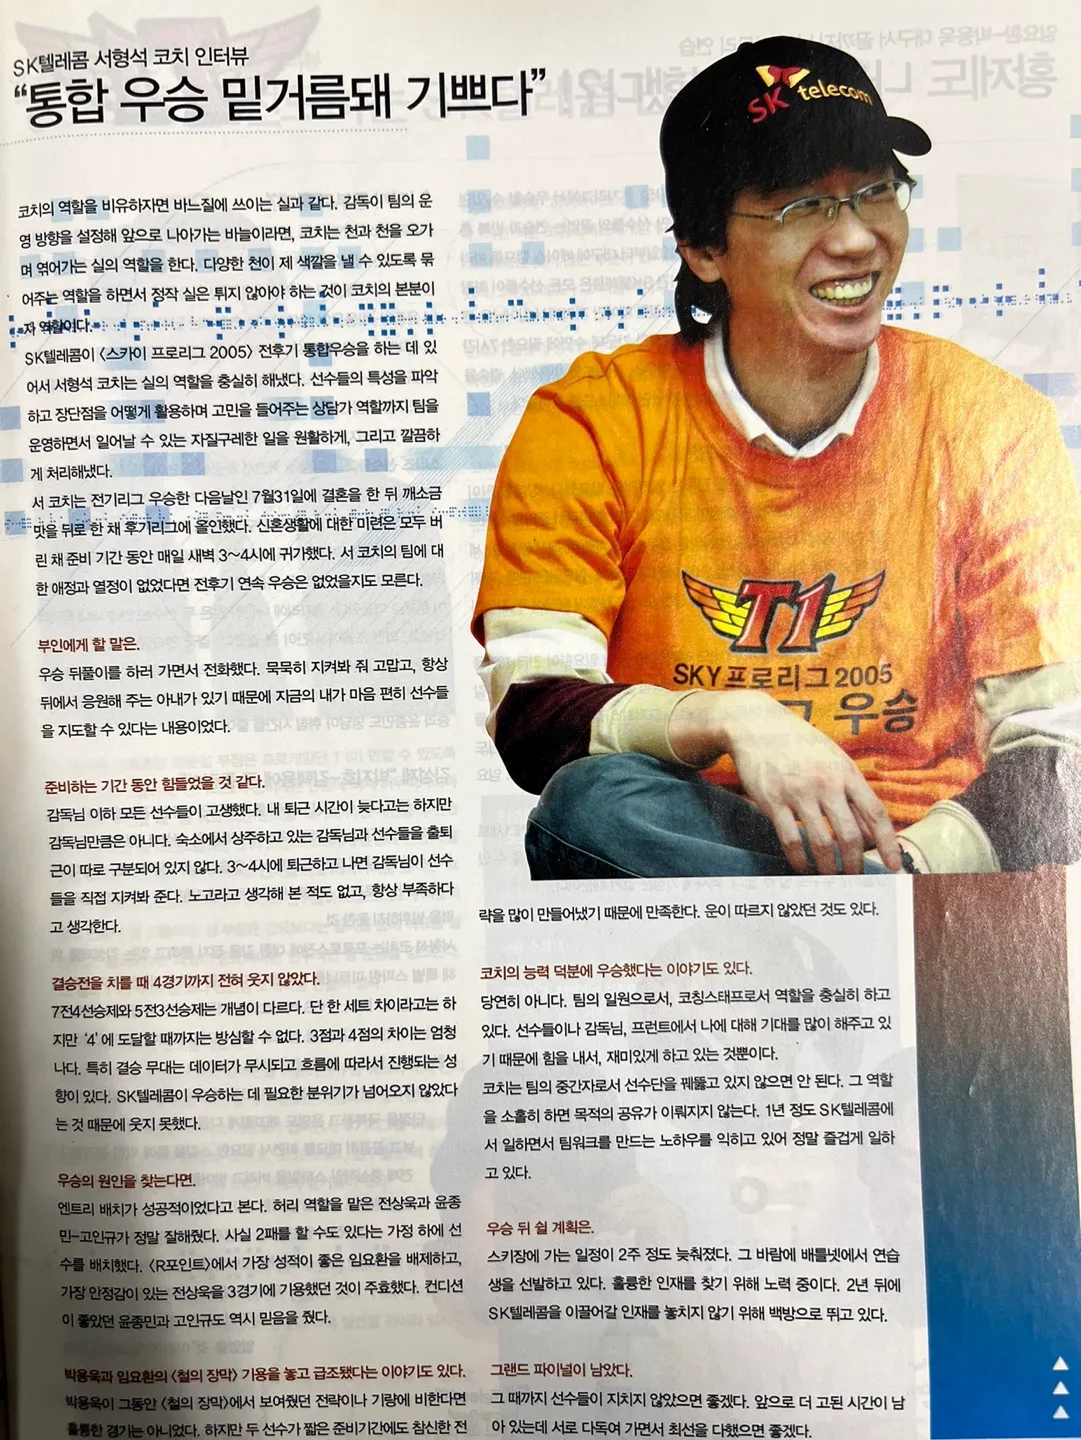 SK텔레콤 서형석 코치 인터뷰
“통합 우승 밑거름돼 기쁘다”
코치의 역할을 비유하자면 바느질에 쓰이는 실과 같다. 감독이 팀의 운
영 방향을 설정해 앞으로 나아가는 바늘이라면, 코치는 천과 천을 오가
며 엮어가는 실의 역할을 한다. 다양한 천이 제 색깔을 낼 수 있도록 묶
어주는 역할을 하면서 정작 실은 튀지 않아야 하는 것이 코치의 본분이
자 역할이다.
SK텔레콤이 〈스카이 프로리그 2005〉 전후기 통합우승을 하는 데 있
어서 서형석 코치는 실의 역할을 충실히 해냈다. 선수들의 특성을 파악
하고 장단점을 어떻게 활용하며 고민을 들어주는 상담가 역할까지 팀을
운영하면서 일어날 수 있는 자질구레한 일을 원활하게, 그리고 깔끔하
게 처리해냈다.
서 코치는 전기리그 우승한 다음날인 7월31일에 결혼을 한 뒤 깨소금
맛을 뒤로 한 채 후기리그에 올인했다. 신혼생활에 대한 미련은 모두 버
린 채 준비 기간 동안 매일 새벽 3～4시에 귀가했다. 서 코치의 팀에 대
한 애정과 열정이 없었다면 전후기 연속 우승은 없었을지도 모른다.
부인에게 할 말은.
우승 뒤풀이를 하러 가면서 전화했다. 묵묵히 지켜봐 줘 고맙고, 항상
뒤에서 응원해 주는 아내가 있기 때문에 지금의 내가 마음 편히 선수들
을 지도할 수 있다는 내용이었다.
준비하는 기간 동안 힘들었을 것 같다.
감독님 이하 모든 선수들이 고생했다. 내 퇴근 시간이 늦다고는 하지만
감독님만큼은 아니다. 숙소에서 상주하고 있는 감독님과 선수들을 출퇴
근이 따로 구분되어 있지 않다. 3～4시에 퇴근하고 나면 감독님이 선수
들을 직접 지켜봐 준다. 노고라고 생각해 본 적도 없고, 항상 부족하다
고 생각한다.
결승전을 치를 때 4경기까지 전혀 웃지 않았다.
7전4선승제와 5전3선승제는 개념이 다르다. 단 한 세트 차이라고는 하
지만 ‘4’에 도달할 때까지는 방심할 수 없다. 3점과 4점의 차이는 엄청
나다. 특히 결승 무대는 데이터가 무시되고 흐름에 따라서 진행되는 성
향이 있다. SK텔레콤이 우승하는 데 필요한 분위기가 넘어오지 않았다
는 것 때문에 웃지 못했다.
우승의 원인을 찾는다면.
엔트리 배치가 성공적이었다고 본다. 허리 역할을 맡은 전상욱과 윤종
민-고인규가 정말 잘해줬다. 사실 2패를 할 수도 있다는 가정 하에 선
수를 배치했다. 〈R포인트〉에서 가장 성적이 좋은 임요환을 배제하고,
가장 안정감이 있는 전상욱을 3경기에 기용했던 것이 주효했다. 컨디션
이 좋았던 윤종민과 고인규도 역시 믿음을 줬다.
박용욱과 임요환의 〈철의 장막〉 기용을 놓고 급조됐다는 이야기도 있다.
박용욱이 그동안 〈철의 장막〉에서 보여줬던 전략이나 기량에 비한다면
훌륭한 경기는 아니었다. 하지만 두 선수가 짧은 준비기간에도 참신한 전
략을 많이 만들어냈기 때문에 만족한다. 운이 따르지 않았던 것도 있다.
코치의 능력 덕분에 우승했다는 이야기도 있다.
당연히 아니다. 팀의 일원으로서, 코칭스태프로서 역할을 충실히 하고
있다. 선수들이나 감독님, 프런트에서 나에 대해 기대를 많이 해주고 있
기 때문에 힘을 내서, 재미있게 하고 있는 것뿐이다.
코치는 팀의 중간자로서 선수단을 꿰뚫고 있지 않으면 안 된다. 그 역할
을 소홀히 하면 목적의 공유가 이뤄지지 않는다. 1년 정도 SK텔레콤에
서 일하면서 팀워크를 만드는 노하우를 익히고 있어 정말 즐겁게 일하
고 있다.
우승 뒤 쉴 계획은.
스키장에 가는 일정이 2주 정도 늦춰졌다. 그 바람에 배틀넷에서 연습
생을 선발하고 있다. 훌륭한 인재를 찾기 위해 노력 중이다. 2년 뒤에
SK텔레콤을 이끌어갈 인재를 놓치지 않기 위해 백방으로 뛰고 있다.
그랜드 파이널이 남았다.
그 때까지 선수들이 지치지 않았으면 좋겠다. 앞으로 더 고된 시간이 남
아 있는데 서로 다독여 가면서 최선을 다했으면 좋겠다.
SK telecom
T1
SKY 프로리그 2005
우승